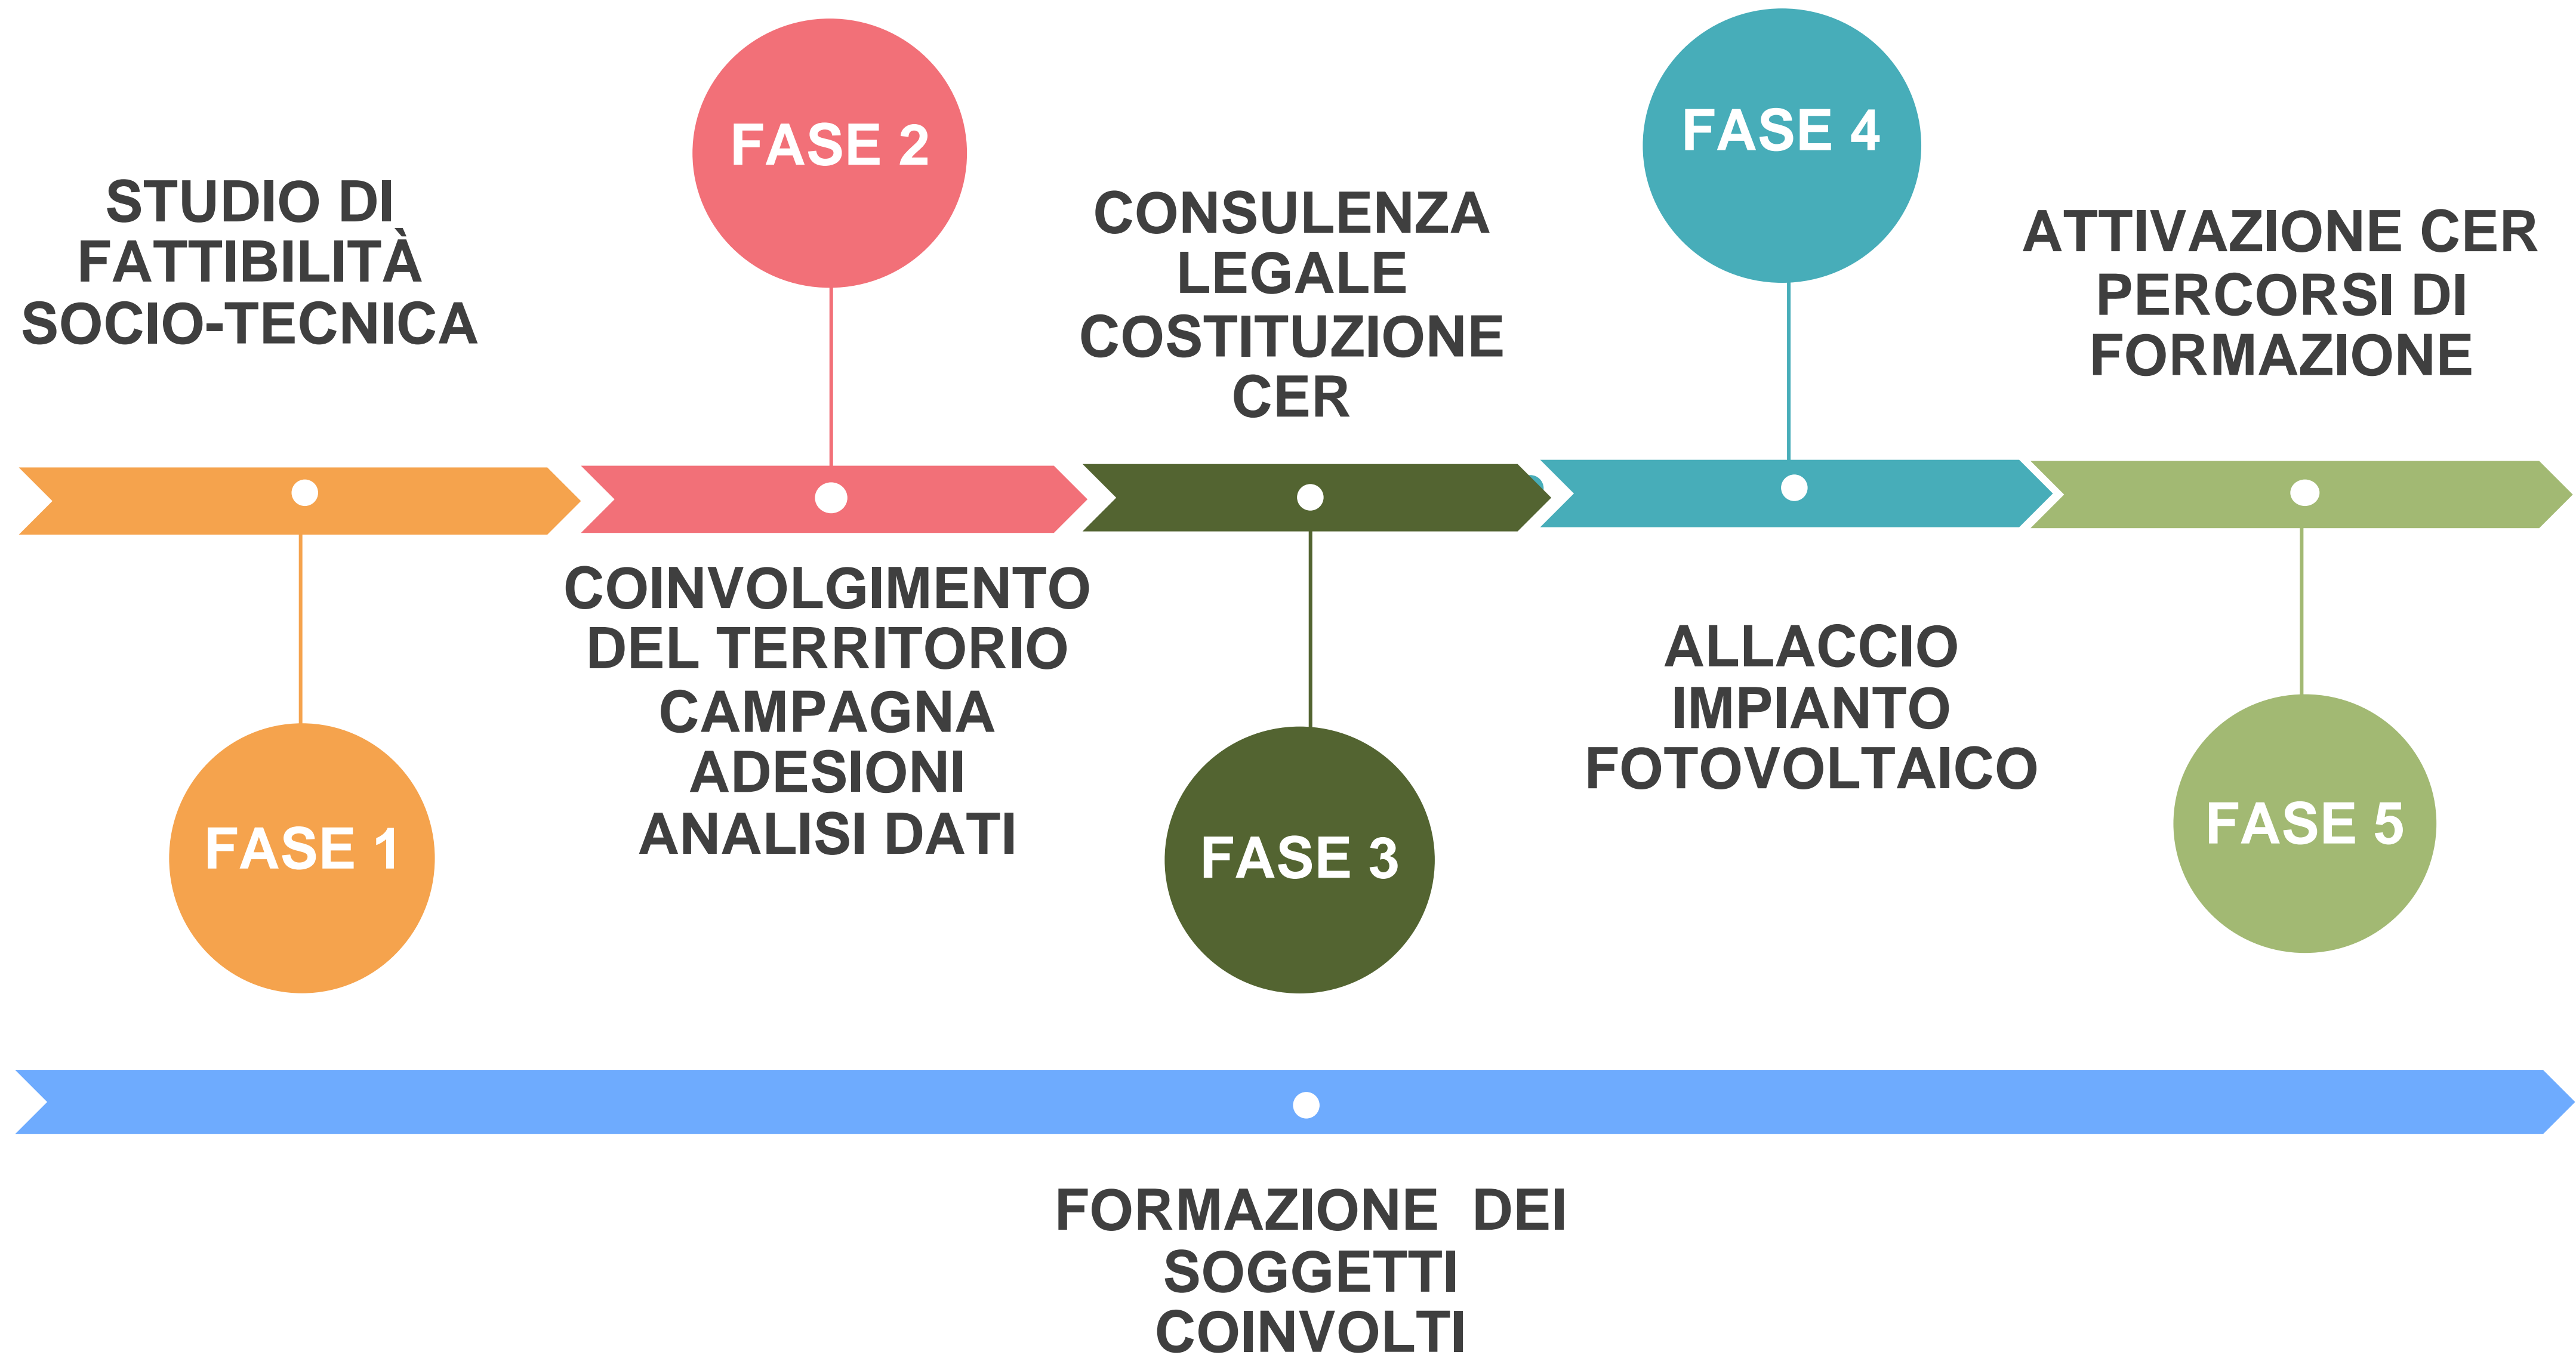 STUDIO DI
FATTIBILITÀ
SOCIO-TECNICA
FASE 1
FASE 2
COINVOLGIMENTO
DEL TERRITORIO
CAMPAGNA
ADESIONI
ANALISI DATI
CONSULENZA
LEGALE
COSTITUZIONE
CER
FASE 3
FASE 4
ALLACCIO
IMPIANTO
FOTOVOLTAICO
ATTIVAZIONE CER
PERCORSI DI
FORMAZIONE
FASE 5
FORMAZIONE  DEI
SOGGETTI
COINVOLTI